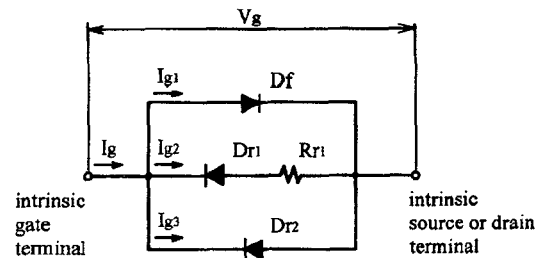 Vg
Ig1
Df
Ig
Ig2
Dr1
Rr1
Ig3
Dr2
intrinsic
gate
terminal
intrinsic
source or drain
terminal